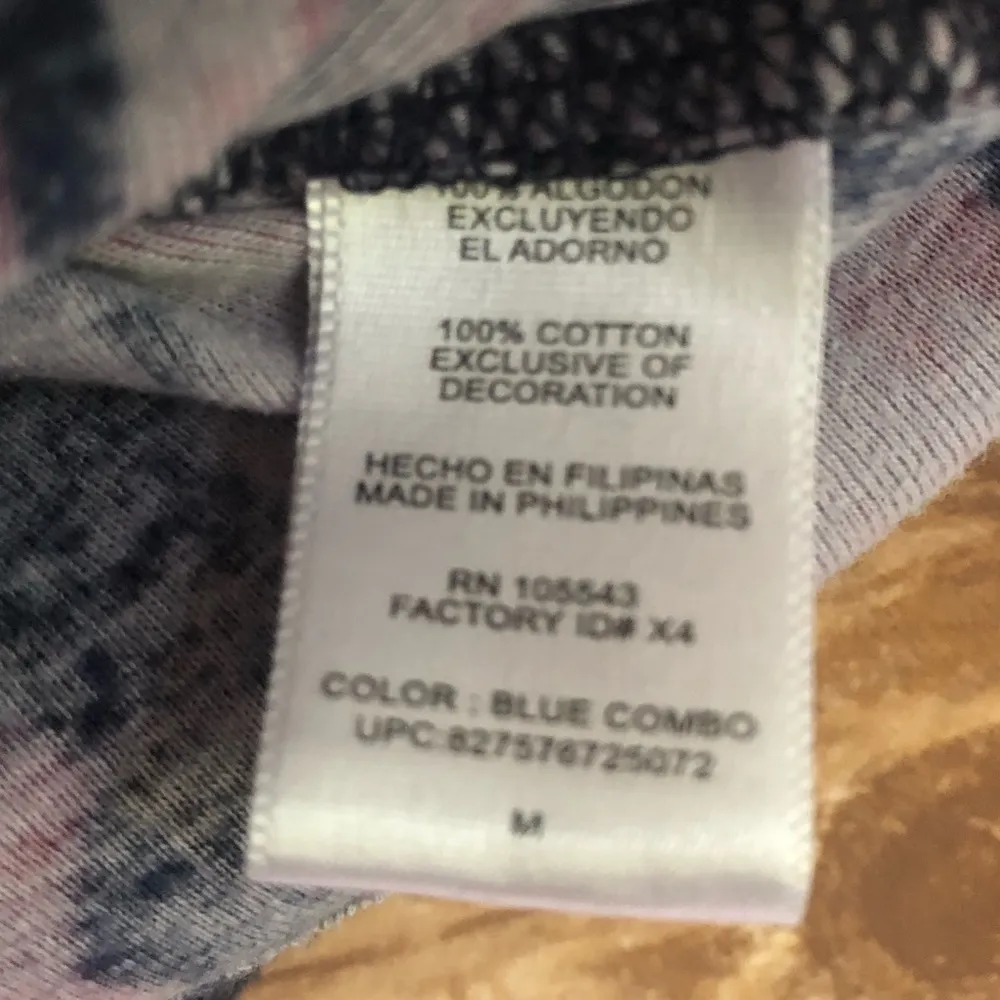 100% ALGODON
EXCLUYENDO
EL ADORNO
100% COTTON
EXCLUSIVE OF
DECORATION
HECHO EN FILIPINAS
MADE IN PHILIPPINES
RN 105543
FACTORY ID# X4
COLOR : BLUE COMBO
UPC:827576725072
M